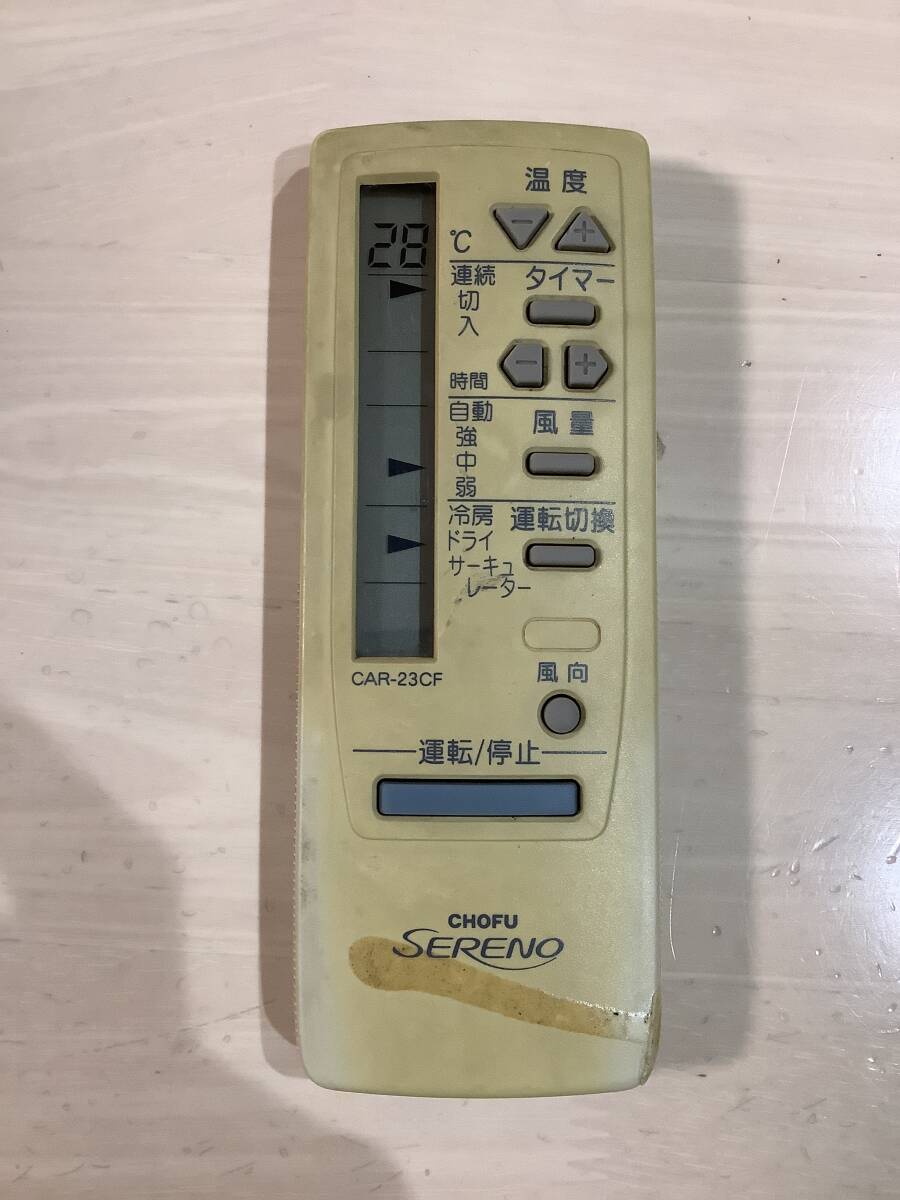 温度
− +
28 ℃
連続 タイマー
切
入
− +
時間
自動 風量
強
中
弱
冷房 運転切換
ドライ
サーキュ
レーター
CAR-23CF 風向
運転/停止
CHOFU
SERENO